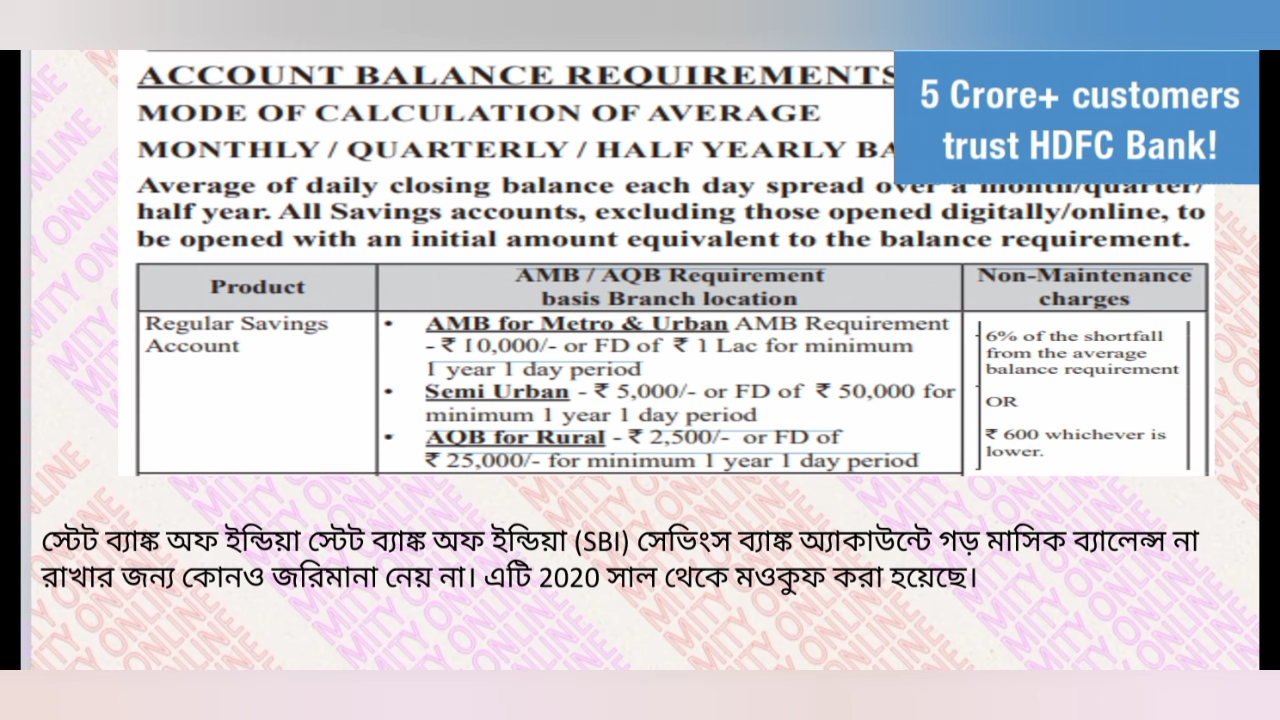 ACCOUNT BALANCE REQUIREMENTS
5 Crore+ customers
trust HDFC Bank!
MODE OF CALCULATION OF AVERAGE
MONTHLY / QUARTERLY / HALF YEARLY
Average of daily closing balance each day spread over a month/quarter/
half year. All Savings accounts, excluding those opened digitally/online, to
be opened with an initial amount equivalent to the balance requirement.
Product
AMB / AQB Requirement
basis Branch location
Non-Maintenance
charges
Regular Savings
Account
• AMB for Metro & Urban AMB Requirement
- ₹ 10,000/- or FD of ₹ 1 Lac for minimum
1 year 1 day period
• Semi Urban - ₹ 5,000/- or FD of ₹ 50,000 for
minimum 1 year 1 day period
• AQB for Rural - ₹ 2,500/- or FD of
₹ 25,000/- for minimum 1 year 1 day period
6% of the shortfall
from the average
balance requirement
OR
₹ 600 whichever is
lower.
স্টেট ব্যাঙ্ক অফ ইন্ডিয়া স্টেট ব্যাঙ্ক অফ ইন্ডিয়া (SBI) সেভিংস ব্যাঙ্ক অ্যাকাউন্টে গড় মাসিক ব্যালেন্স না
রাখার জন্য কোনও জরিমানা নেয় না। এটি 2020 সাল থেকে মওকুফ করা হয়েছে।
MITY ONLINE